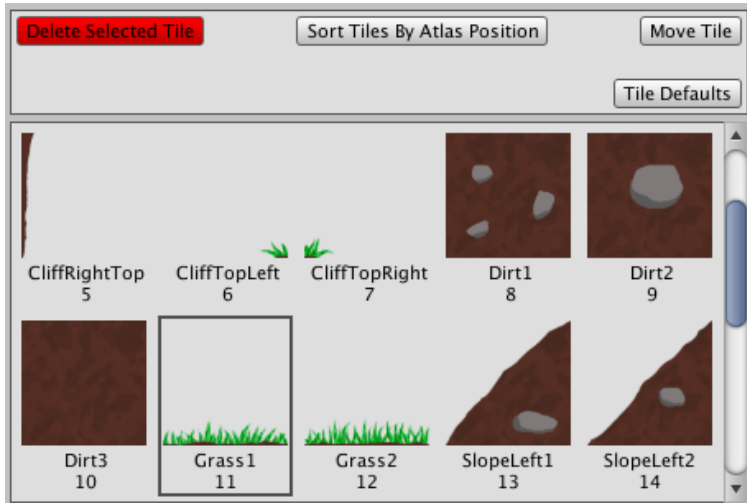 Delete Selected Tile Sort Tiles By Atlas Position Move Tile
Tile Defaults
CliffRightTop CliffTopLeft CliffTopRight Dirt1 Dirt2
5 6 7 8 9
Dirt3 Grass1 Grass2 SlopeLeft1 SlopeLeft2
10 11 12 13 14